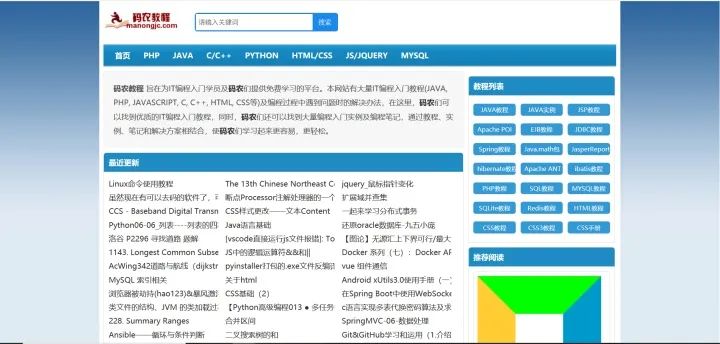 码农教程
manongjc.com
请输入关键词
搜索
首页 PHP JAVA C/C++ PYTHON HTML/CSS JS/JQUERY MYSQL
码农教程 旨在为IT编程入门学员及码农们提供免费学习的平台。本网站有大量IT编程入门教程(JAVA,
PHP, JAVASCRIPT, C, C++, HTML, CSS等)及编程过程中遇到问题时的解决办法，在这里，码农们可
以找到优质的IT编程入门教程，同时，码农们还可以找到大量编程入门实例及编程笔记，通过教程、实
例、笔记和解决方案相结合，使码农们学习起来更容易，更轻松。
最近更新
Linux命令使用教程 The 13th Chinese Northeast Co jquery_鼠标指针变化
虽然现在有可以去码的软件了，可 断点Processor注解处理器的一个 扩展域并查集
CCS - Baseband Digital Transm CSS样式更改——文本Content 一起来学习分布式事务
Python06-06_列表----列表的四 Java语言基础 还原oracle数据库-九五小庞
洛谷 P2296 寻找道路 题解 [vscode直接运行js文件报错]: To 【图论】无源汇上下界可行/最大
1143. Longest Common Subse JS中的逻辑运算符&&和|| Docker 系列（七）：Docker AF
AcWing342道路与航线（dijkstr pyinstaller打包的.exe文件反编译 vue 组件通信
MySQL 索引相关 关于html Android xUtils3.0使用手册（一）
浏览器被劫持(hao123)&暴风激 CSS基础（2） 在Spring Boot中使用WebSocke
类文件的结构、JVM 的类加载过 【Python高级编程013 ● 多任务 c语言实现多表代换密码算法及求
228. Summary Ranges 合并区间 SpringMVC-06-数据处理
Ansible——循环与条件判断 二叉搜索树的和 Git&GitHub学习和运用（1.介绍
教程列表
JAVA教程 JAVA实例 JSP教程
Apache POI EJB教程 JDBC教程
Spring教程 Java.math包 JasperReport
hibernate教程 Apache ANT ibatis教程
PHP教程 SQL教程 MYSQL教程
SQLite教程 Redis教程 HTML教程
CSS教程 CSS3教程 CSS手册
推荐阅读